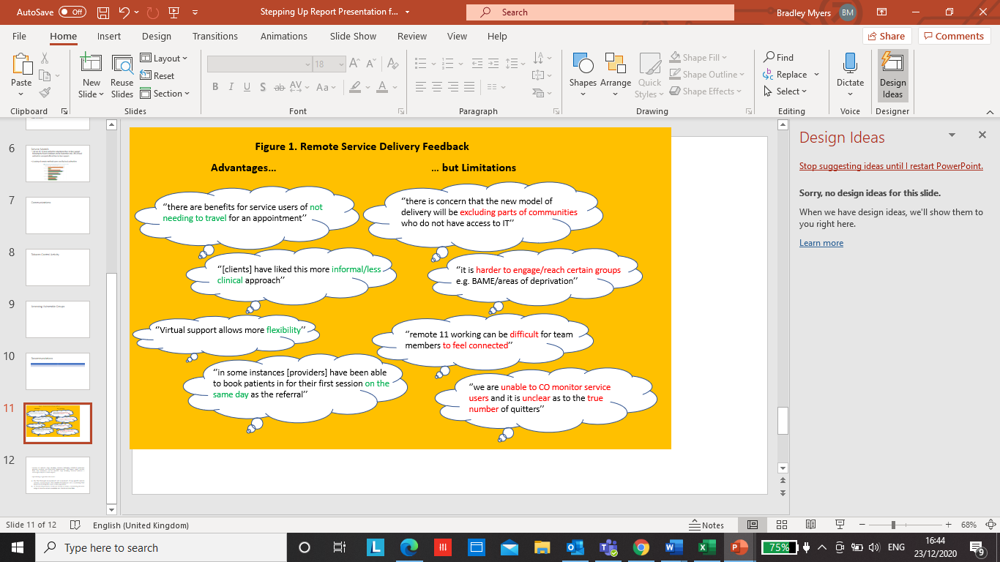 AutoSave Off
Stepping Up Report Presentation f...
Search
Bradley Myers BM
File Home Insert Design Transitions Animations Slide Show Review View Help
Share Comments
Paste
New Slide
Reuse Slides
Layout
Reset
Section
18
B I U S ab AV Aa
A
Shapes Arrange Quick Styles
Shape Fill
Shape Outline
Shape Effects
Find
Replace
Select
Dictate
Design Ideas
Clipboard Slides Font Paragraph Drawing Editing Voice Designer
6
7
8
9
10
11
12
Figure 1. Remote Service Delivery Feedback
Advantages...
... but Limitations
“there are benefits for service users of not
needing to travel for an appointment”
“there is concern that the new model of
delivery will be excluding parts of communities
who do not have access to IT”
“[clients] have liked this more informal/less
clinical approach”
“it is harder to engage/reach certain groups
e.g. BAME/areas of deprivation”
“Virtual support allows more flexibility”
“remote 11 working can be difficult for team
members to feel connected”
“in some instances [providers] have been able
to book patients in for their first session on the
same day as the referral”
“we are unable to CO monitor service
users and it is unclear as to the true
number of quitters”
Design Ideas
Stop suggesting ideas until I restart PowerPoint.
Sorry, no design ideas for this slide.
When we have design ideas, we'll show them to
you right here.
Learn more
Slide 11 of 12 English (United Kingdom)
Notes
68%
Type here to search
75%
ENG
16:44
23/12/2020
9